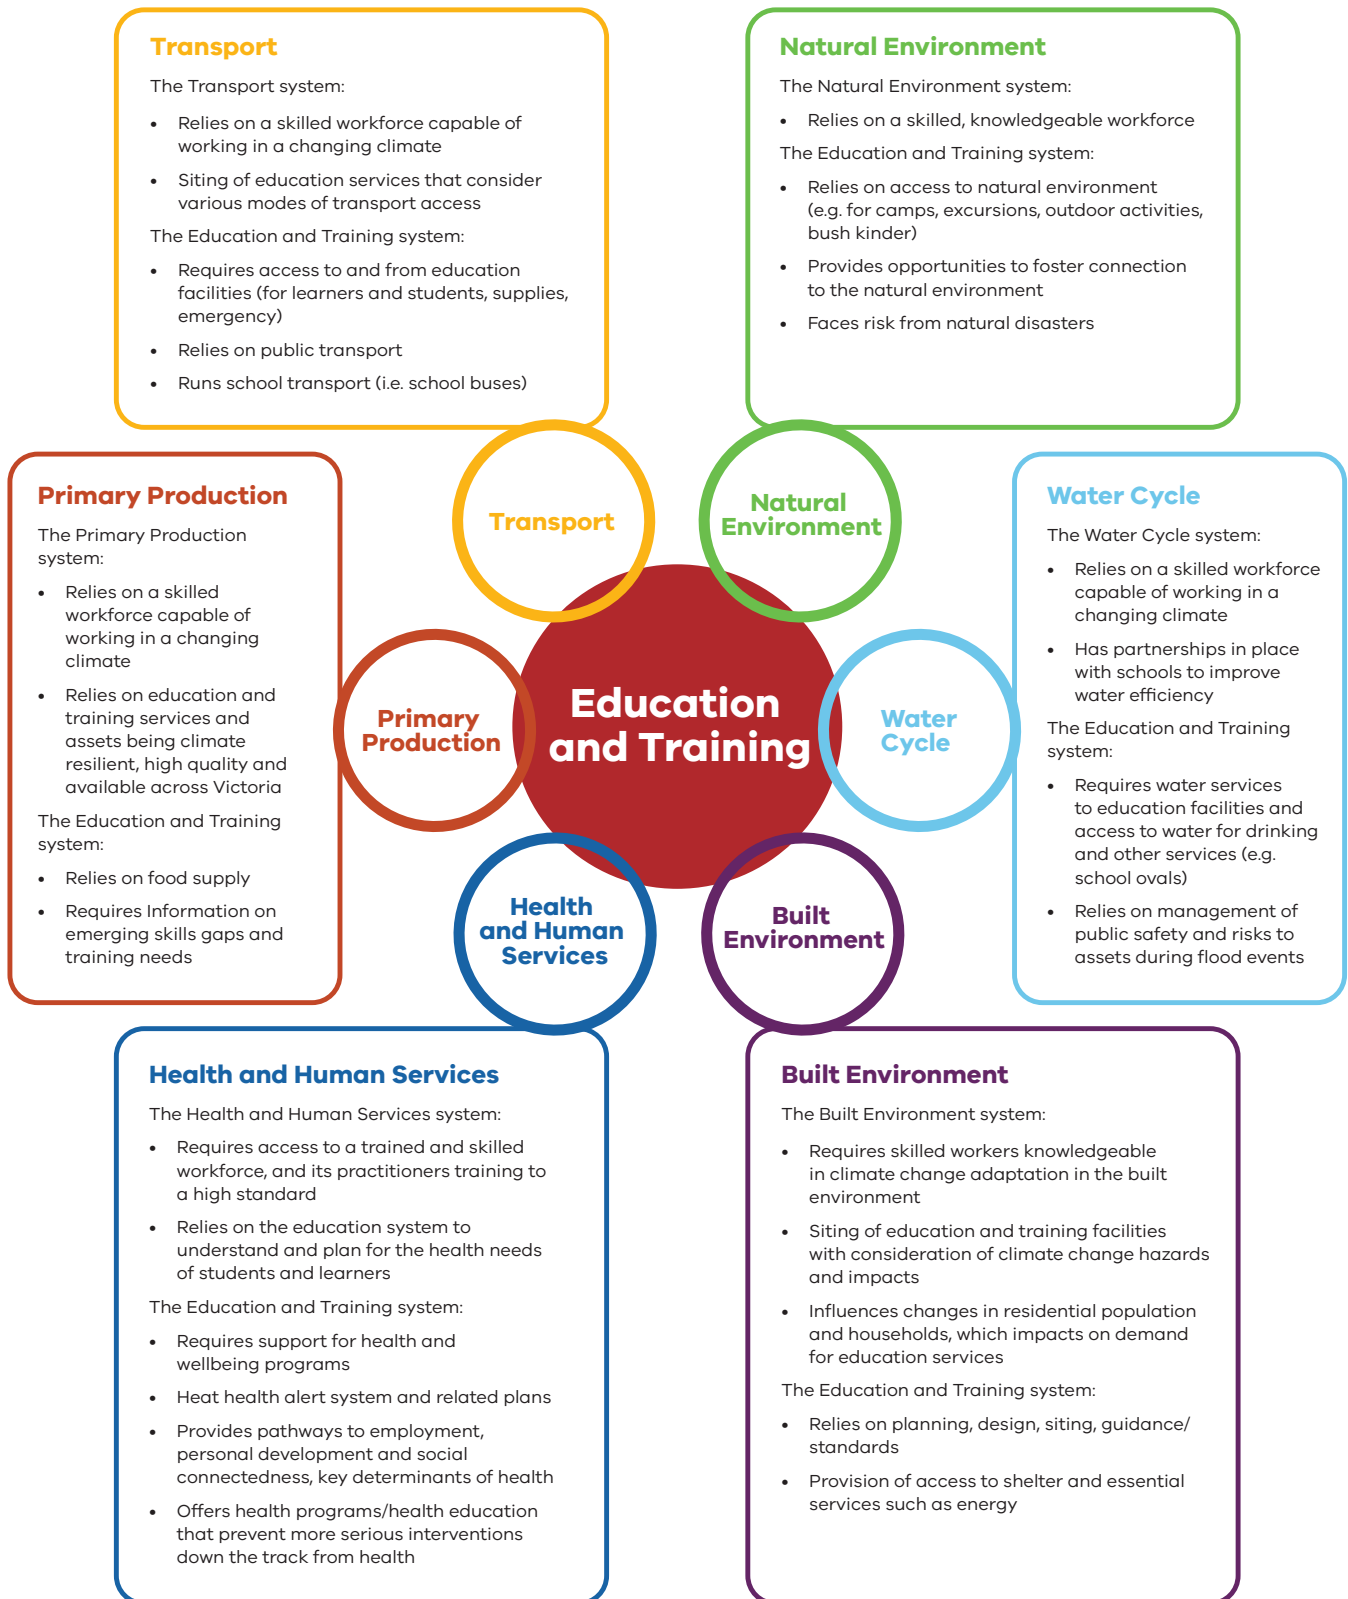 Transport
The Transport system:
• Relies on a skilled workforce capable of
working in a changing climate
• Siting of education services that consider
various modes of transport access
The Education and Training system:
• Requires access to and from education
facilities (for learners and students, supplies,
emergency)
• Relies on public transport
• Runs school transport (i.e. school buses)
Natural Environment
The Natural Environment system:
• Relies on a skilled, knowledgeable workforce
The Education and Training system:
• Relies on access to natural environment
(e.g. for camps, excursions, outdoor activities,
bush kinder)
• Provides opportunities to foster connection
to the natural environment
• Faces risk from natural disasters
Primary Production
The Primary Production
system:
• Relies on a skilled
workforce capable of
working in a changing
climate
• Relies on education and
training services and
assets being climate
resilient, high quality and
available across Victoria
The Education and Training
system:
• Relies on food supply
• Requires Information on
emerging skills gaps and
training needs
Transport
Natural
Environment
Primary
Production
Education
and Training
Water
Cycle
Health
and Human
Services
Built
Environment
Water Cycle
The Water Cycle system:
• Relies on a skilled workforce
capable of working in a
changing climate
• Has partnerships in place
with schools to improve
water efficiency
The Education and Training
system:
• Requires water services
to education facilities and
access to water for drinking
and other services (e.g.
school ovals)
• Relies on management of
public safety and risks to
assets during flood events
Health and Human Services
The Health and Human Services system:
• Requires access to a trained and skilled
workforce, and its practitioners training to
a high standard
• Relies on the education system to
understand and plan for the health needs
of students and learners
The Education and Training system:
• Requires support for health and
wellbeing programs
• Heat health alert system and related plans
• Provides pathways to employment,
personal development and social
connectedness, key determinants of health
• Offers health programs/health education
that prevent more serious interventions
down the track from health
Built Environment
The Built Environment system:
• Requires skilled workers knowledgeable
in climate change adaptation in the built
environment
• Siting of education and training facilities
with consideration of climate change hazards
and impacts
• Influences changes in residential population
and households, which impacts on demand
for education services
The Education and Training system:
• Relies on planning, design, siting, guidance/
standards
• Provision of access to shelter and essential
services such as energy